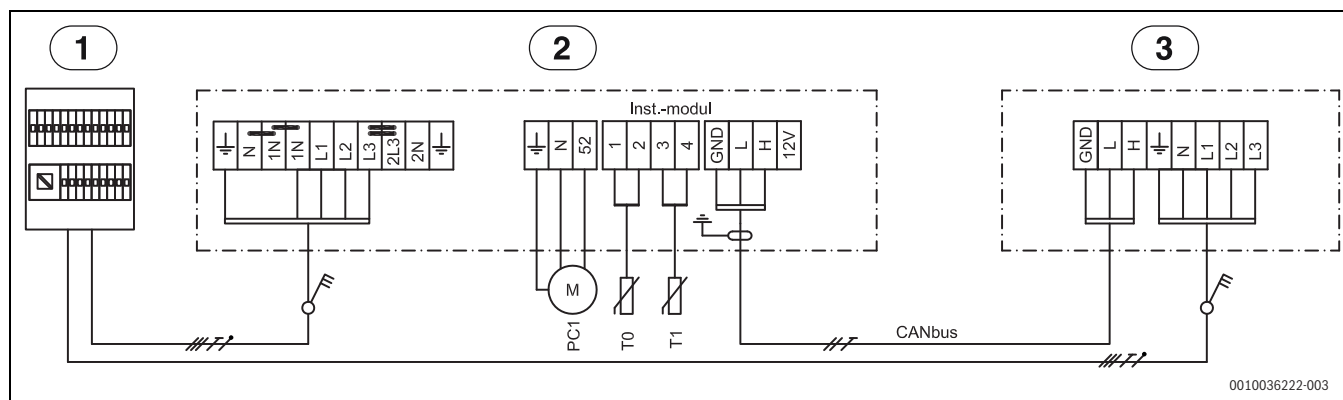 1
2
3
Inst.-modul
N
1N
1N
L1
L2
L3
2L3
2N
N
52
1
2
3
4
GND
L
H
12V
GND
L
H
N
L1
L2
L3
M
PC1
T0
T1
CANbus
0010036222-003